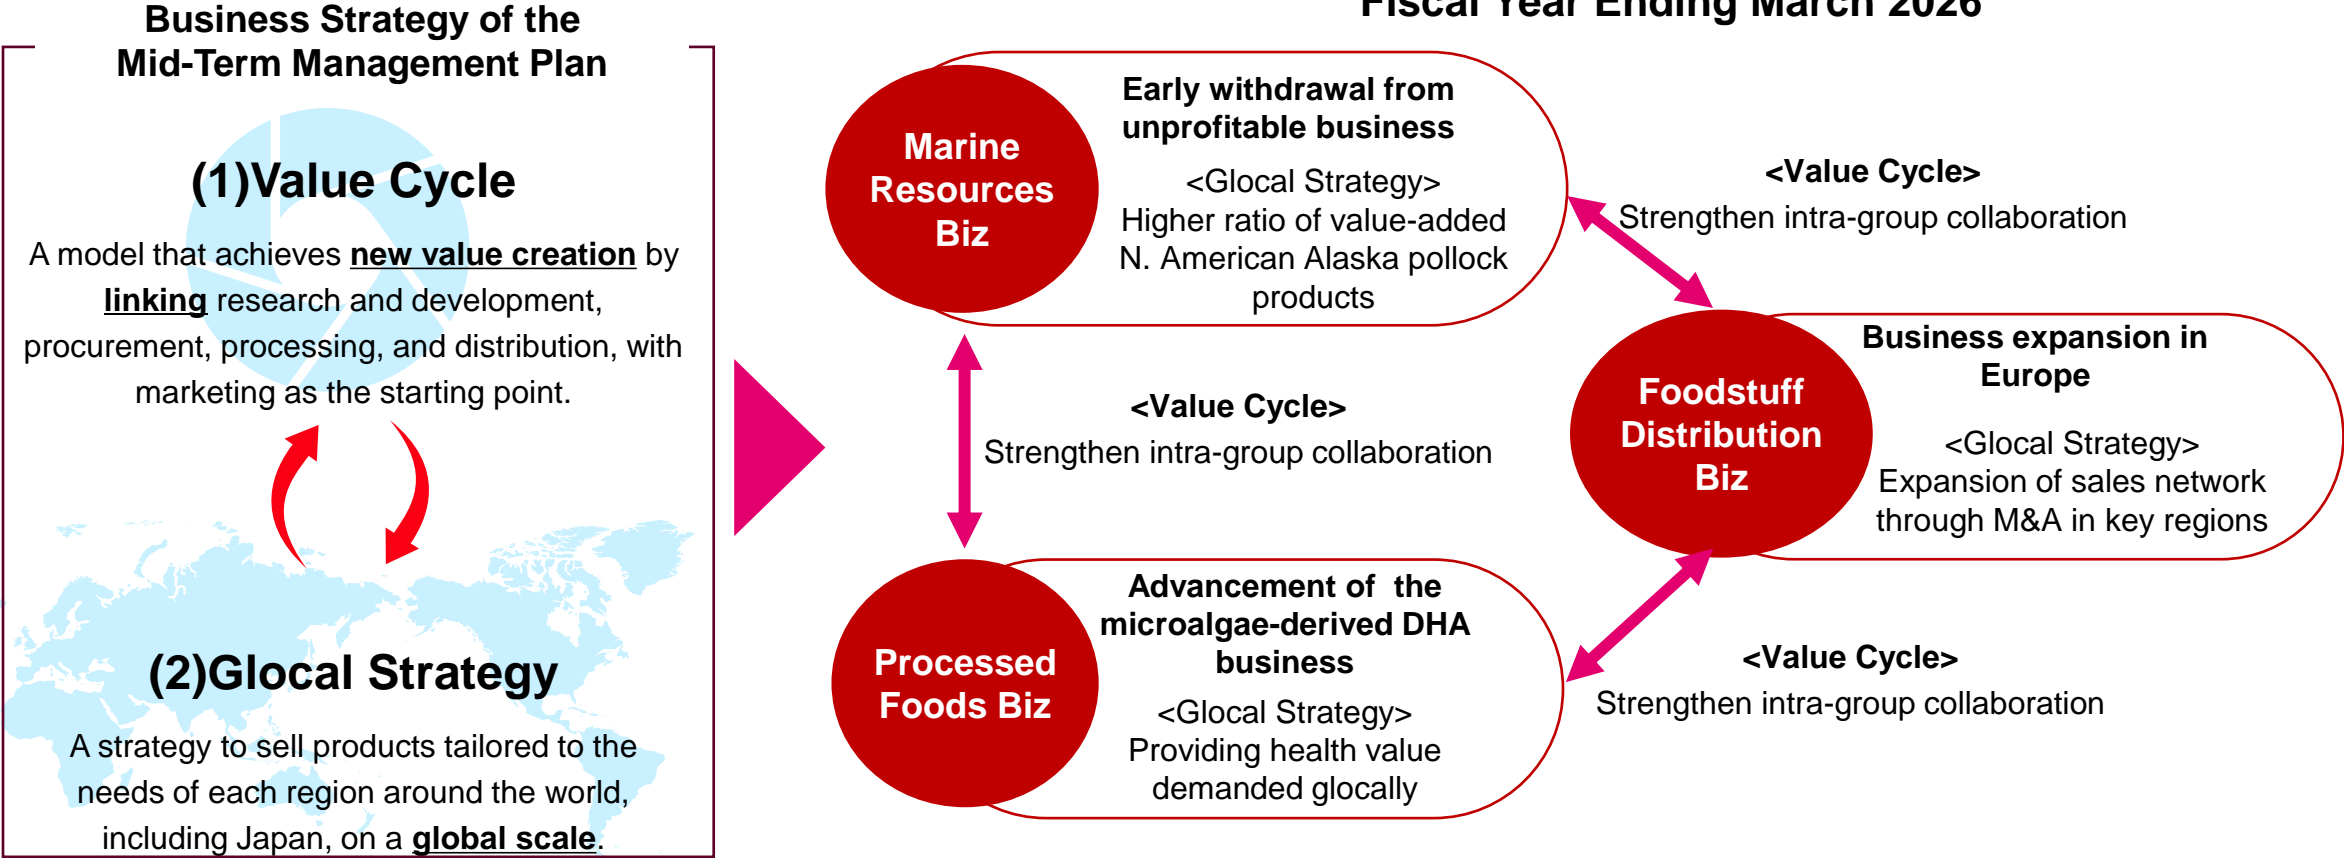 Business Strategy of the
Mid-Term Management Plan
(1)Value Cycle
A model that achieves new value creation by
linking research and development,
procurement, processing, and distribution, with
marketing as the starting point.
(2)Glocal Strategy
A strategy to sell products tailored to the
needs of each region around the world,
including Japan, on a global scale.
Fiscal Year Ending March 2026
Marine
Resources
Biz
Early withdrawal from
unprofitable business
<Glocal Strategy>
Higher ratio of value-added
N. American Alaska pollock
products
<Value Cycle>
Strengthen intra-group collaboration
<Value Cycle>
Strengthen intra-group collaboration
Foodstuff
Distribution
Biz
Business expansion in
Europe
<Glocal Strategy>
Expansion of sales network
through M&A in key regions
Processed
Foods Biz
Advancement of the
microalgae-derived DHA
business
<Glocal Strategy>
Providing health value
demanded glocally
<Value Cycle>
Strengthen intra-group collaboration